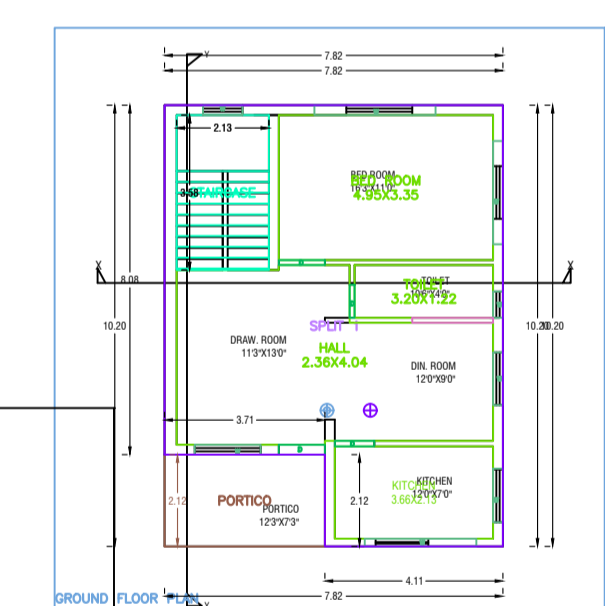 Y
7.82
7.82
2.13
BED ROOM
16'3"X11'0"
BED ROOM
4.95X3.35
STAIRCASE
3.58
X
X
8.08
TOILET
10'6"X4'0"
TOILET
3.20X1.22
SPLIT 1
10.20
10.20
10.20
DRAW. ROOM
11'3"X13'0"
HALL
2.36X4.04
DIN. ROOM
12'0"X9'0"
3.71
D
D
D
D
KITCHEN
12'0"X7'0"
KITCHEN
3.66X2.13
2.12
2.12
PORTICO
PORTICO
12'3"X7'3"
4.11
7.82
GROUND FLOOR PLAN
Y